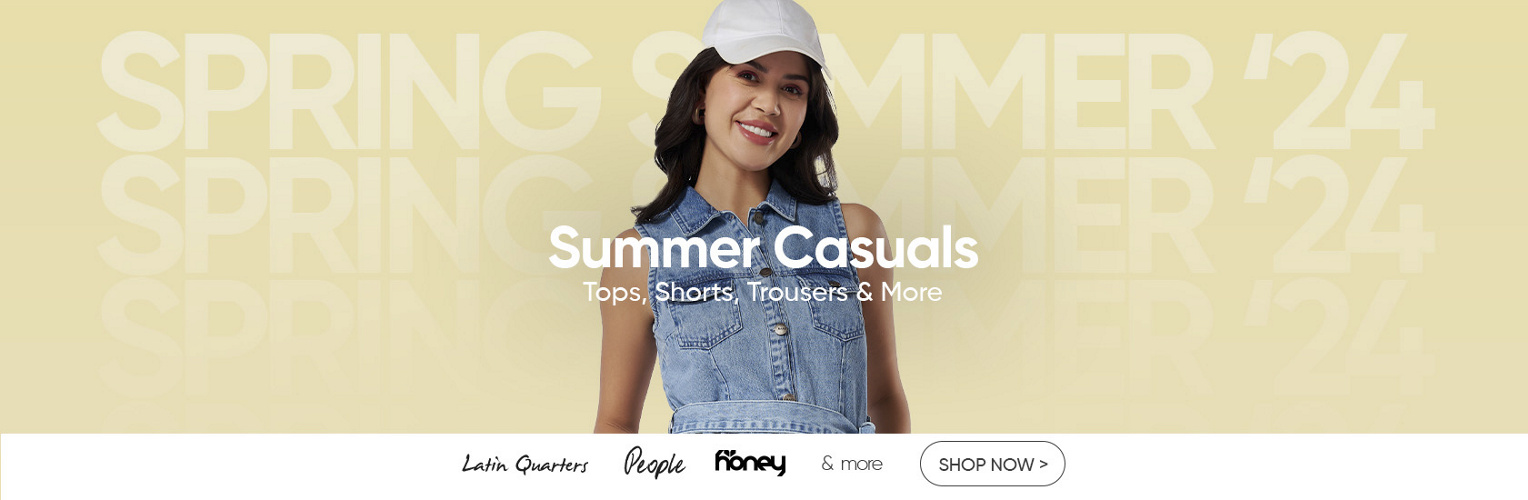 SPRING SUMMER '24
SPRING SUMMER '24
Summer Casuals
Tops, Shorts, Trousers & More
SPRING SUMMER '24
Latin Quarters People honey & more SHOP NOW >